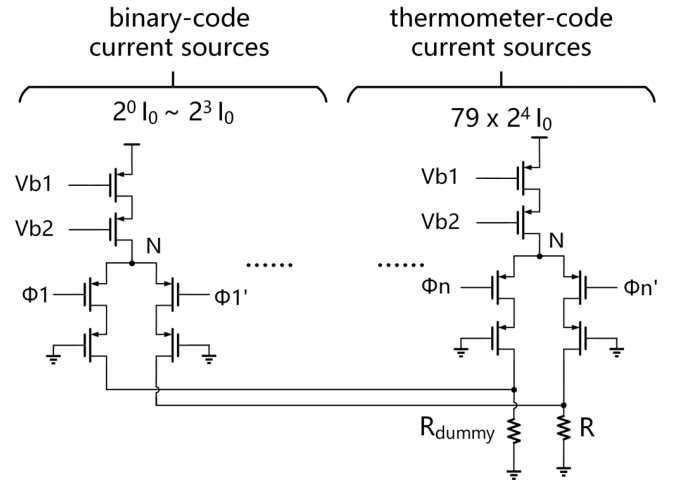 binary-code
current sources
thermometer-code
current sources
2⁰ I₀ ~ 2³ I₀
79 x 2⁴ I₀
Vb1
Vb2
N
Φ1
Φ1'
......
......
Vb1
Vb2
N
Φn
Φn'
R_dummy
R